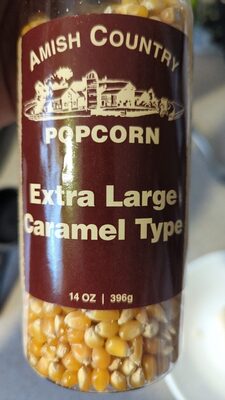 AMISH COUNTRY
POPCORN
Extra Large
Caramel Type
14 OZ | 396g